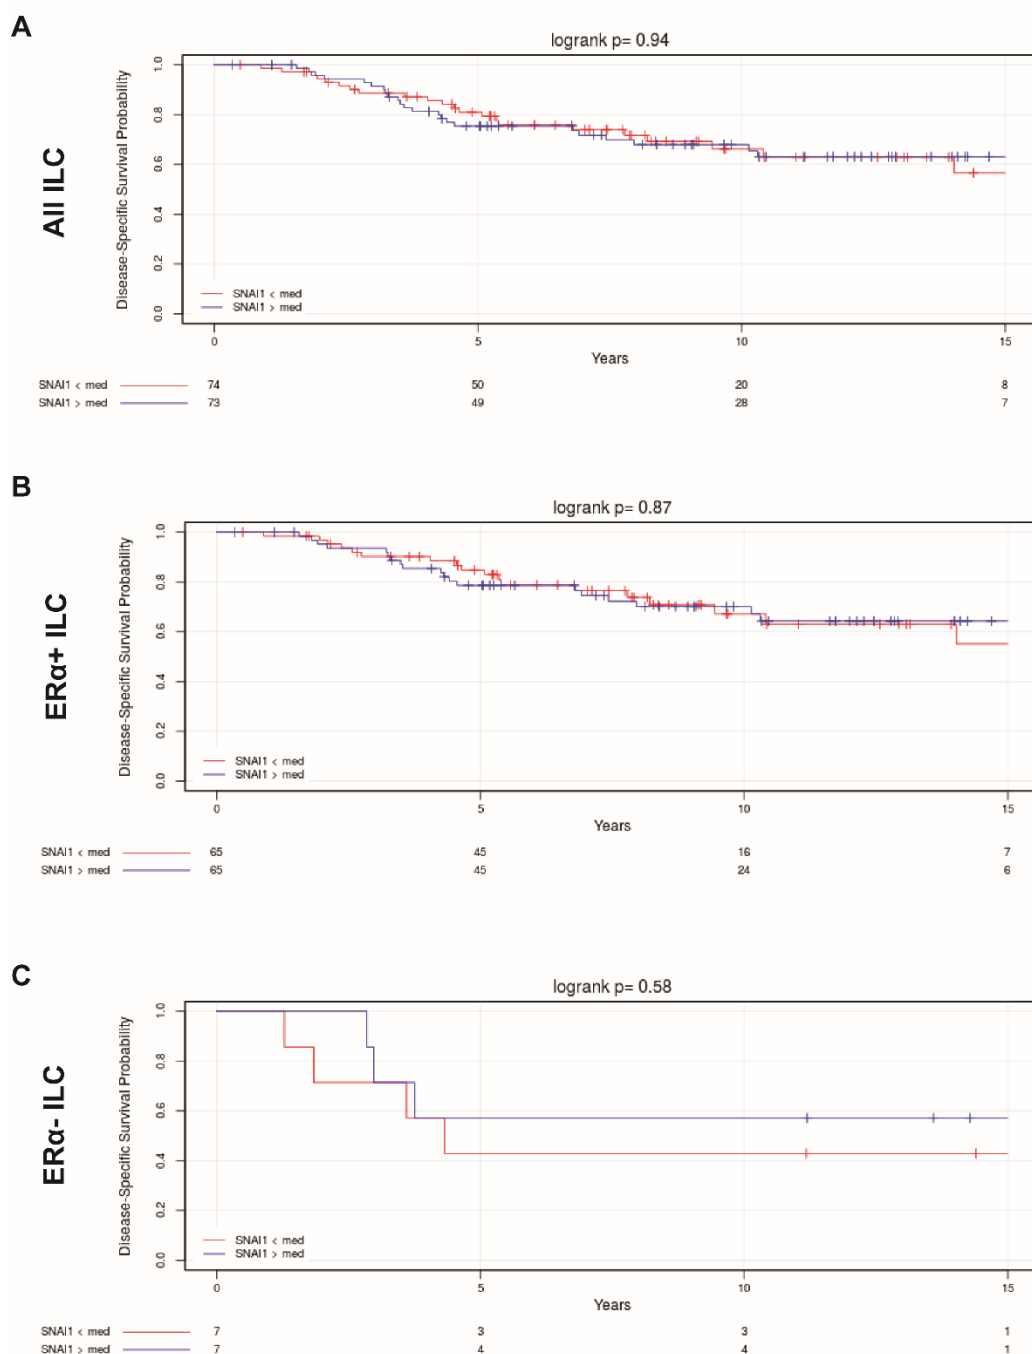 A
logrank p= 0.94
All ILC
Disease-Specific Survival Probability
1.0
0.8
0.6
0.4
0.2
0.0
SNAI1 < med
SNAI1 > med
0 5 10 15
Years
SNAI1 < med 74 50 20 8
SNAI1 > med 73 49 28 7
B
logrank p= 0.87
ERα+ ILC
Disease-Specific Survival Probability
1.0
0.8
0.6
0.4
0.2
0.0
SNAI1 < med
SNAI1 > med
0 5 10 15
Years
SNAI1 < med 65 45 16 7
SNAI1 > med 65 45 24 6
C
logrank p= 0.58
ERα- ILC
Disease-Specific Survival Probability
1.0
0.8
0.6
0.4
0.2
0.0
SNAI1 < med
SNAI1 > med
0 5 10 15
Years
SNAI1 < med 7 3 3 1
SNAI1 > med 7 4 4 1